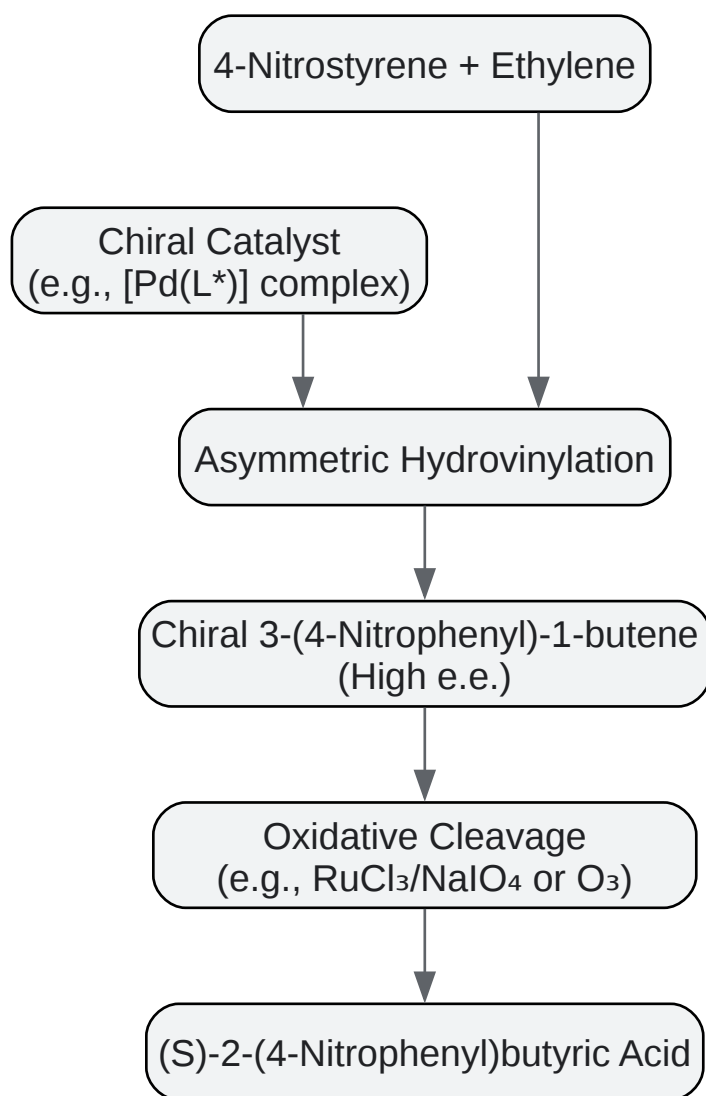 4-Nitrostyrene + Ethylene
Chiral Catalyst
(e.g., [Pd(L*)] complex)
Asymmetric Hydrovinylation
Chiral 3-(4-Nitrophenyl)-1-butene
(High e.e.)
Oxidative Cleavage
(e.g., RuCl₃/NaIO₄ or O₃)
(S)-2-(4-Nitrophenyl)butyric Acid